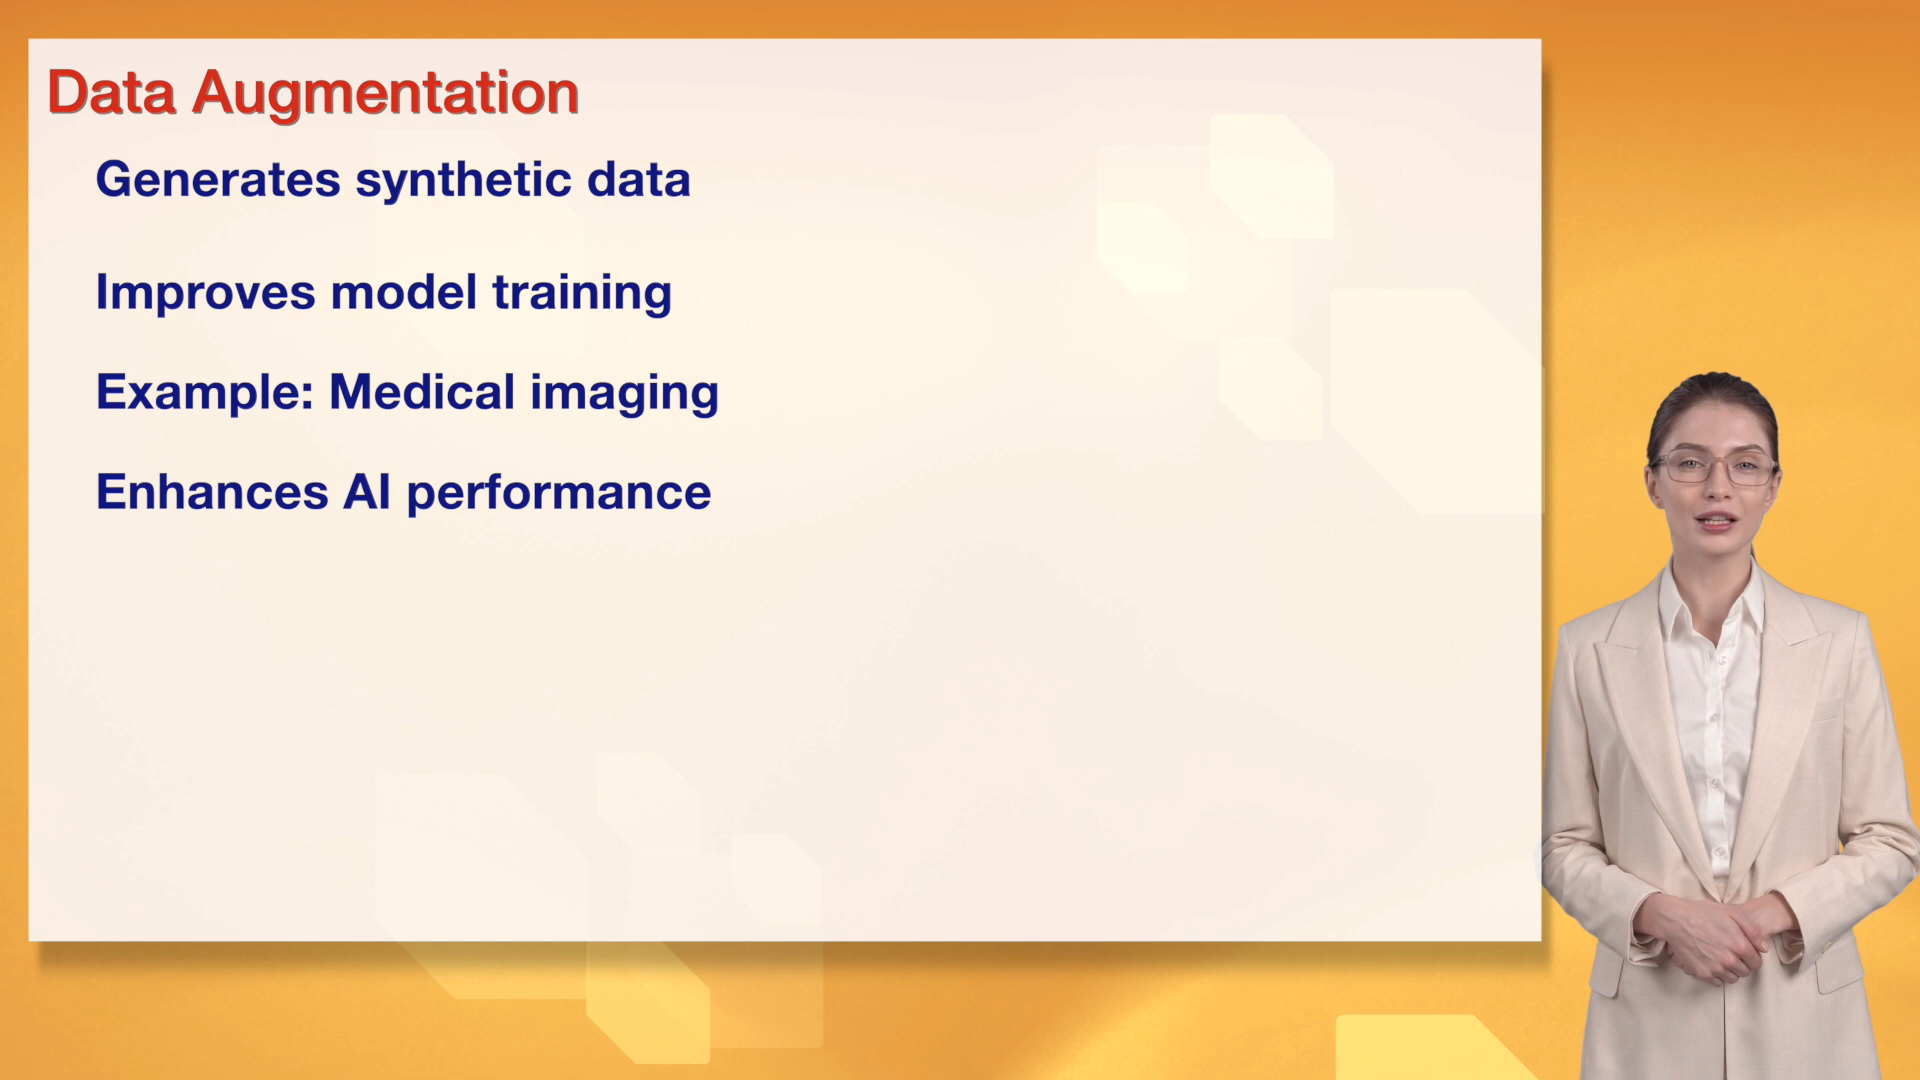 Data Augmentation
Generates synthetic data
Improves model training
Example: Medical imaging
Enhances AI performance